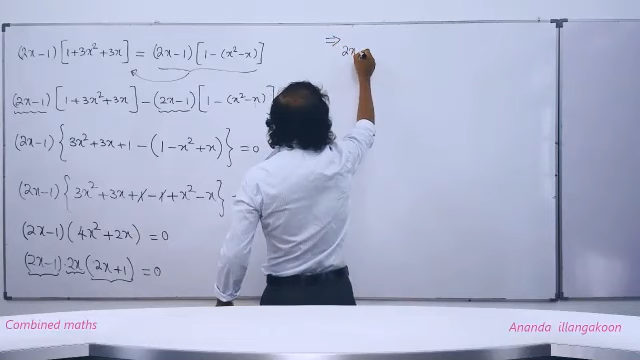 (2x-1)[1+3x²+3x] = (2x-1)[1-(x²-x)]
(2x-1)[1+3x²+3x] - (2x-1)[1-(x²-x)]
(2x-1){3x²+3x+1-(1-x²+x)} = 0
(2x-1){3x²+3x+1-1+x²-x}
(2x-1)(4x²+2x) = 0
(2x-1).2x(2x+1) = 0
⇒ 2x
Combined maths
Ananda illangakoon